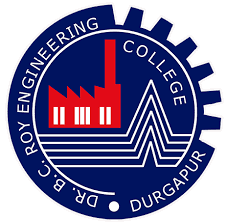 DR. B. C. ROY ENGINEERING COLLEGE
DURGAPUR